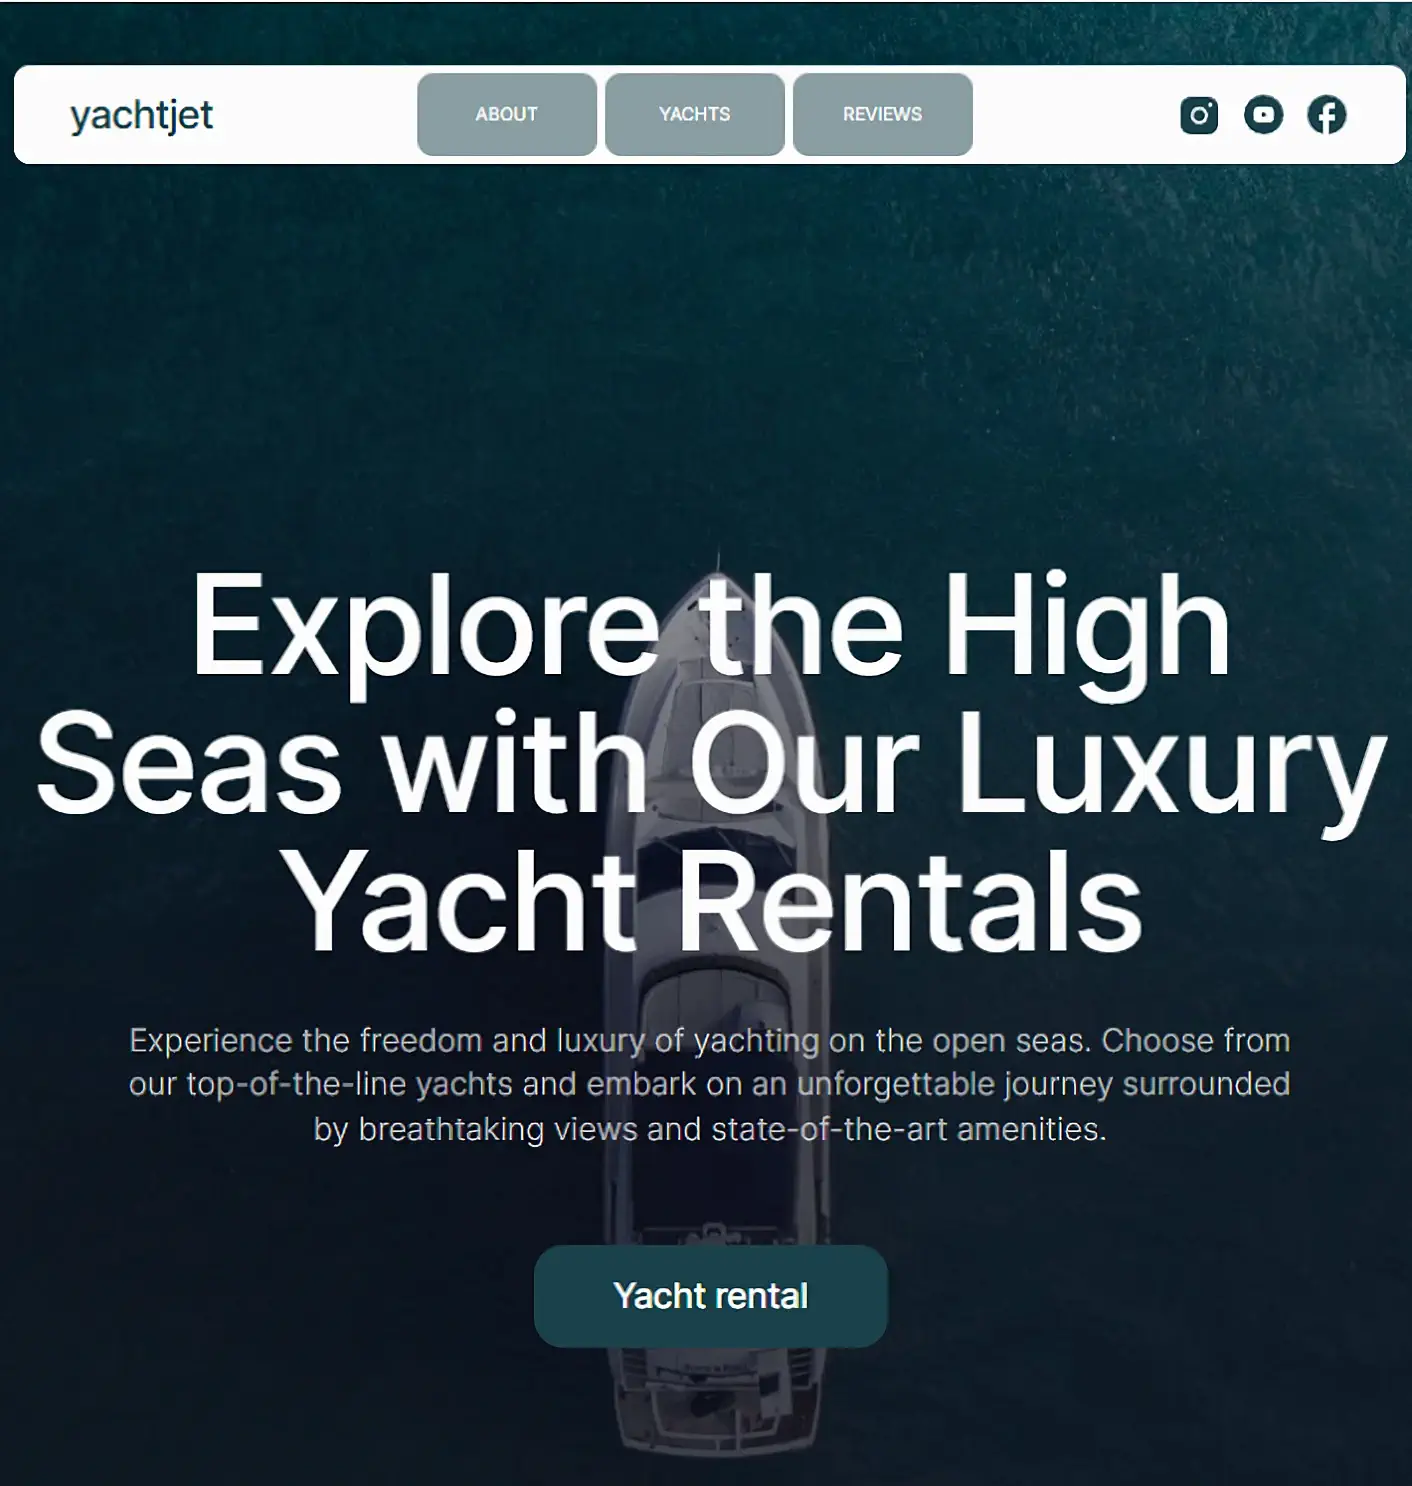 yachtjet
ABOUT
YACHTS
REVIEWS
Explore the High
Seas with Our Luxury
Yacht Rentals
Experience the freedom and luxury of yachting on the open seas. Choose from
our top-of-the-line yachts and embark on an unforgettable journey surrounded
by breathtaking views and state-of-the-art amenities.
Yacht rental